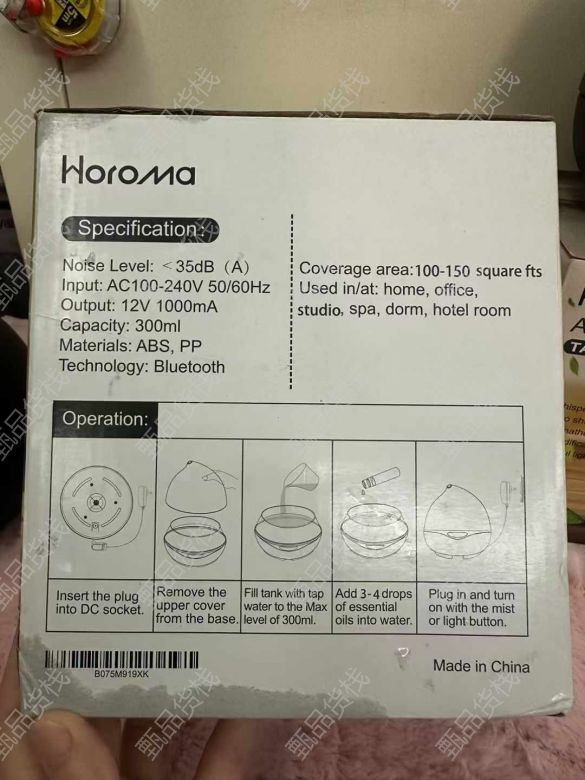 Horoma
Specification:
Noise Level: <35dB (A)
Input: AC100-240V 50/60Hz
Output: 12V 1000mA
Capacity: 300ml
Materials: ABS, PP
Technology: Bluetooth
Coverage area:100-150 square fts
Used in/at: home, office,
studio, spa, dorm, hotel room
Operation:
Insert the plug
into DC socket.
Remove the
upper cover
from the base.
Fill tank with tap
water to the Max
level of 300ml.
Add 3-4 drops
of essential
oils into water.
Plug in and turn
on with the mist
or light button.
B075M919XK
Made in China
甄品货栈